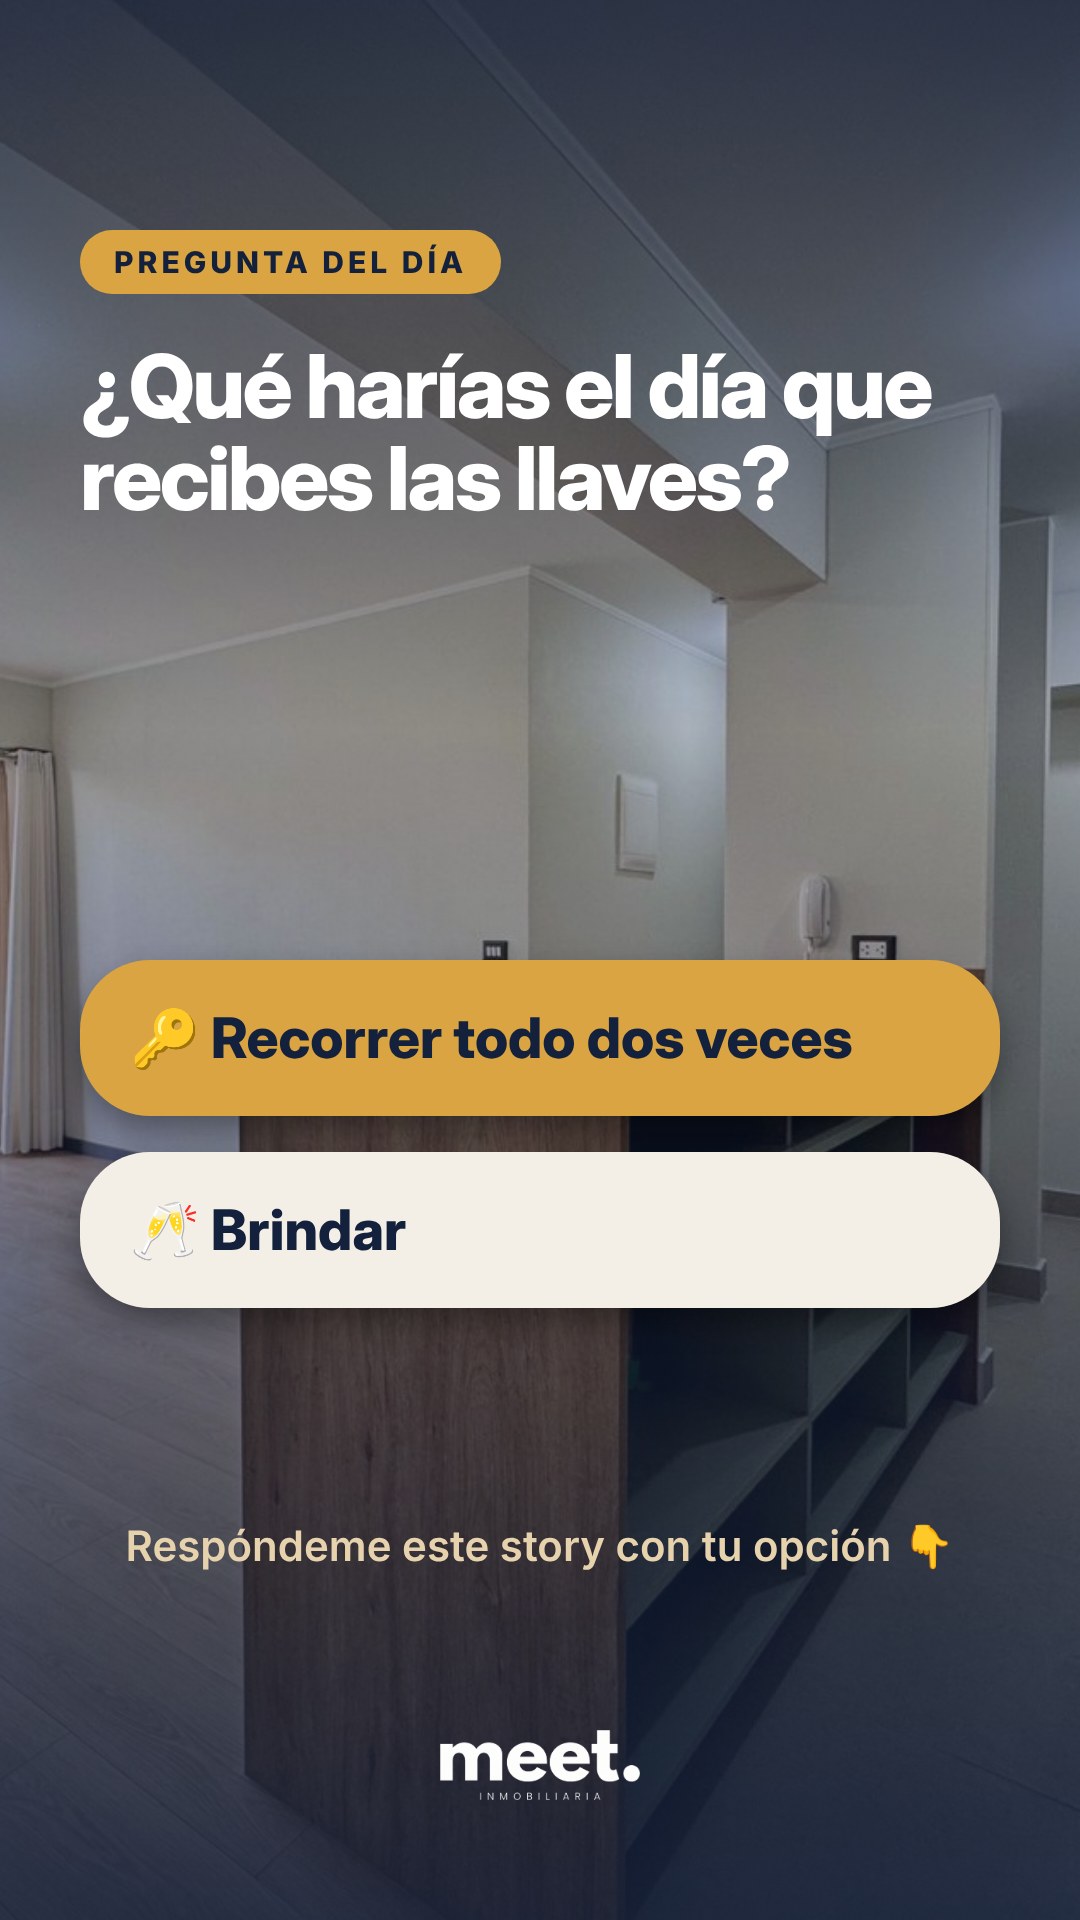 PREGUNTA DEL DÍA
¿Qué harías el día que
recibes las llaves?
🔑 Recorrer todo dos veces
🥂 Brindar
Respóndeme este story con tu opción 👇
meet.
INMOBILIARIA